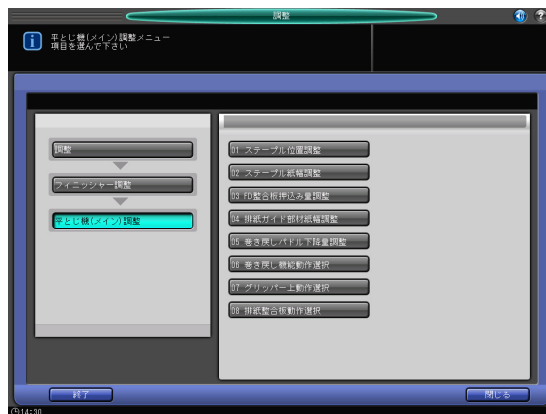 調整
平とじ機(メイン)調整メニュー
項目を選んで下さい
調整
フィニッシャー調整
平とじ機(メイン)調整
01 ステープル位置調整
02 ステープル紙幅調整
03 FD整合板押込み量調整
04 排紙ガイド部材紙幅調整
05 巻き戻しパドル下降量調整
06 巻き戻し機能動作選択
07 グリッパー上動作選択
08 排紙整合板動作選択
終了
閉じる
14:30